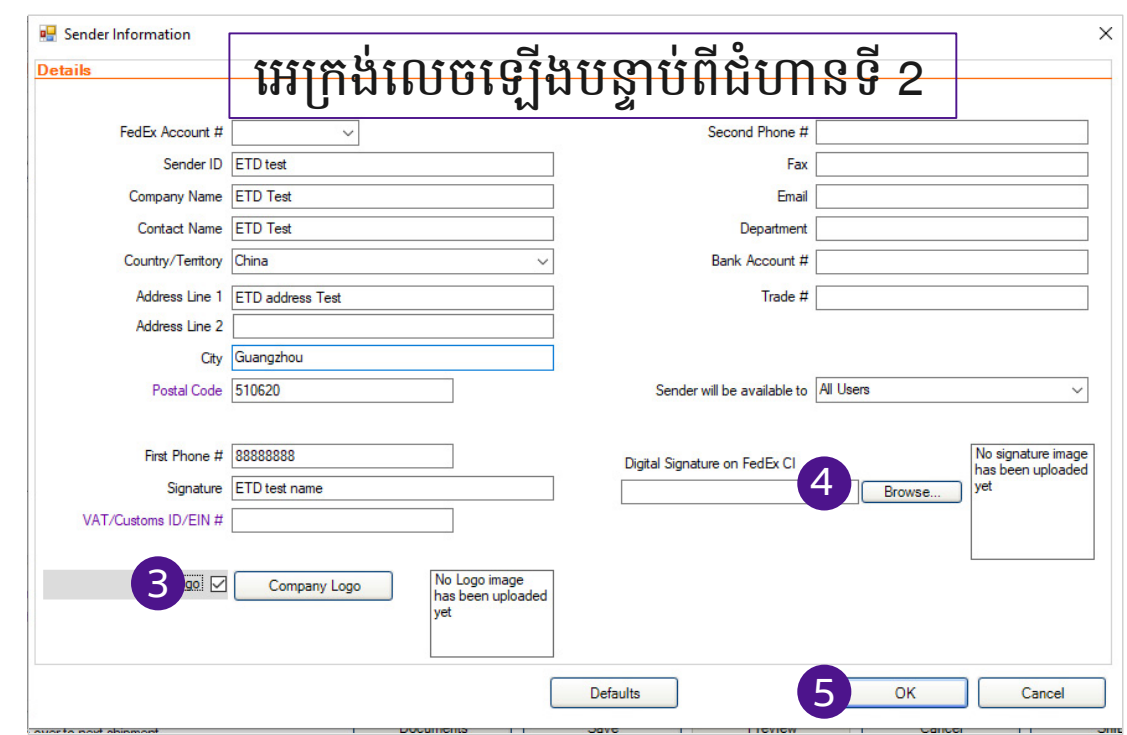 Sender Information
អេក្រង់លេចឡើងបន្ទាប់ពីជំហានទី 2
Details
FedEx Account #
Sender ID ETD test
Company Name ETD Test
Contact Name ETD Test
Country/Territory China
Address Line 1 ETD address Test
Address Line 2
City Guangzhou
Postal Code 510620
First Phone # 88888888
Signature ETD test name
VAT/Customs ID/EIN #
Second Phone #
Fax
Email
Department
Bank Account #
Trade #
Sender will be available to All Users
Digital Signature on FedEx CI
4 Browse...
No signature image
has been uploaded
yet
3 go Company Logo
No Logo image
has been uploaded
yet
Defaults 5 OK Cancel
Documents Save Preview Cancel